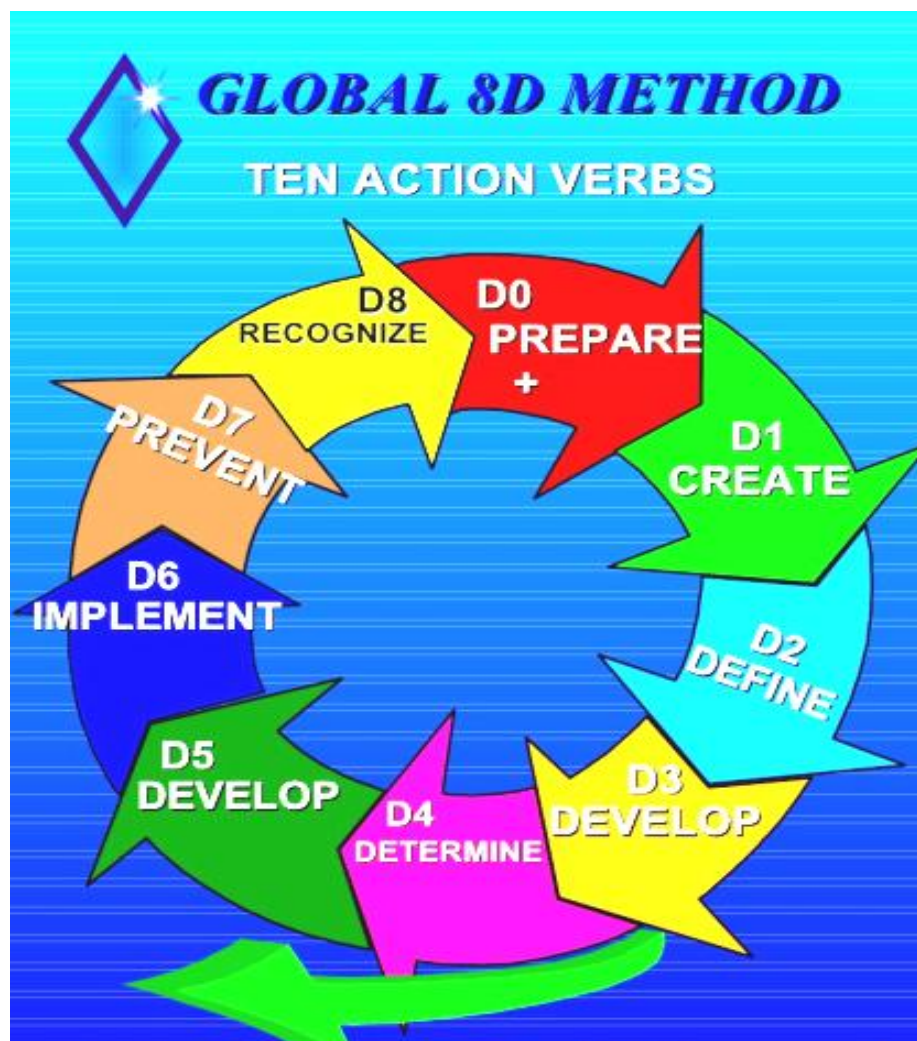 GLOBAL 8D METHOD
TEN ACTION VERBS
D0
PREPARE
+
D1
CREATE
D2
DEFINE
D3
DEVELOP
D4
DETERMINE
D5
DEVELOP
D6
IMPLEMENT
D7
PREVENT
D8
RECOGNIZE